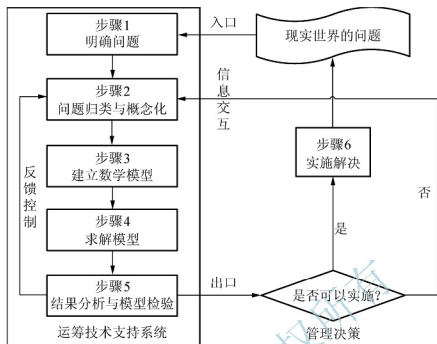 步骤1
明确问题
步骤2
问题归类与概念化
步骤3
建立数学模型
步骤4
求解模型
步骤5
结果分析与模型检验
运筹技术支持系统
反馈控制
入口
信息交互
出口
现实世界的问题
步骤6
实施解决
是
否
是否可以实施?
管理决策
权所有